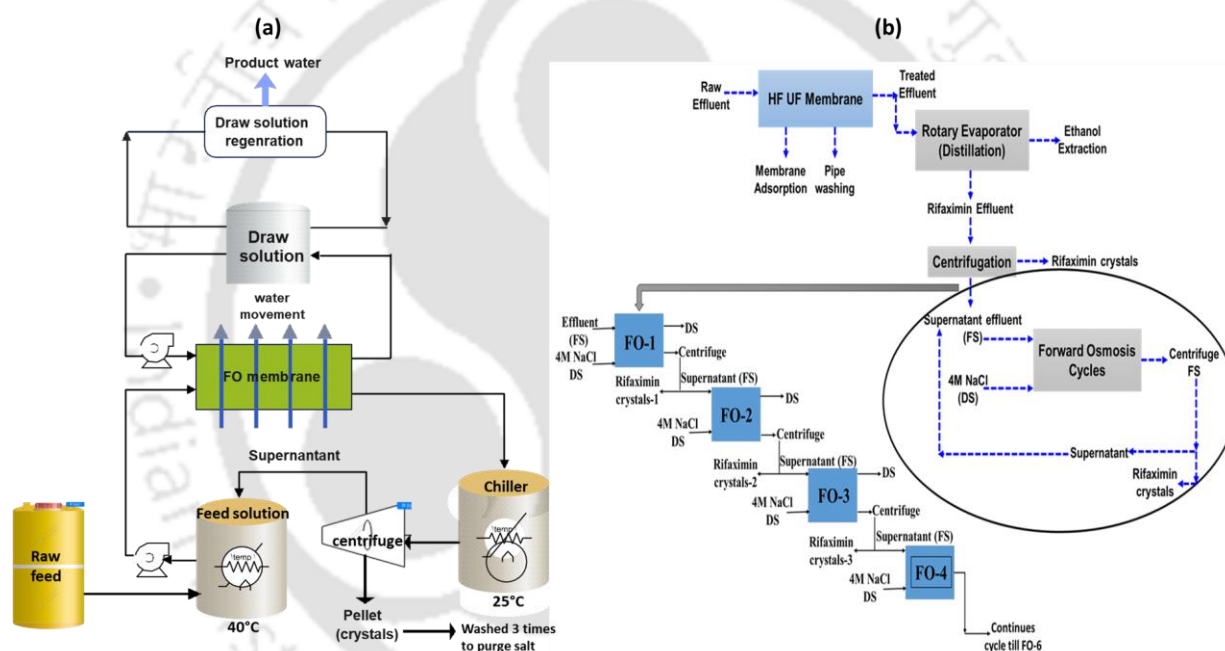 (a)
Product water
Draw solution
regenration
Draw
solution
water
movement
FO membrane
Supernantant
Feed solution
temp
Raw
feed
40°C
centrifuge
Chiller
temp
25°C
Pellet
(crystals)
Washed 3 times
to purge salt
(b)
Raw
Effluent
HF UF Membrane
Treated
Effluent
Membrane
Adsorption
Pipe
washing
Rotary Evaporator
(Distillation)
Ethanol
Extraction
Rifaximin Effluent
Centrifugation
Rifaximin crystals
Supernatant effluent
(FS)
4M NaCl
(DS)
Forward Osmosis
Cycles
Centrifuge
FS
Supernatant
Rifaximin
crystals
Effluent
(FS)
4M NaCl
DS
FO-1
DS
Centrifuge
Rifaximin
crystals-1
Supernatant (FS)
4M NaCl
DS
FO-2
DS
Centrifuge
Rifaximin
crystals-2
Supernatant (FS)
4M NaCl
DS
FO-3
DS
Centrifuge
Rifaximin
crystals-3
Supernatant (FS)
4M NaCl
DS
FO-4
Continues
cycle till FO-6